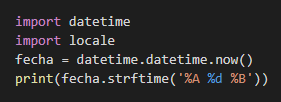 import datetime
import locale
fecha = datetime.datetime.now()
print(fecha.strftime('%A %d %B'))